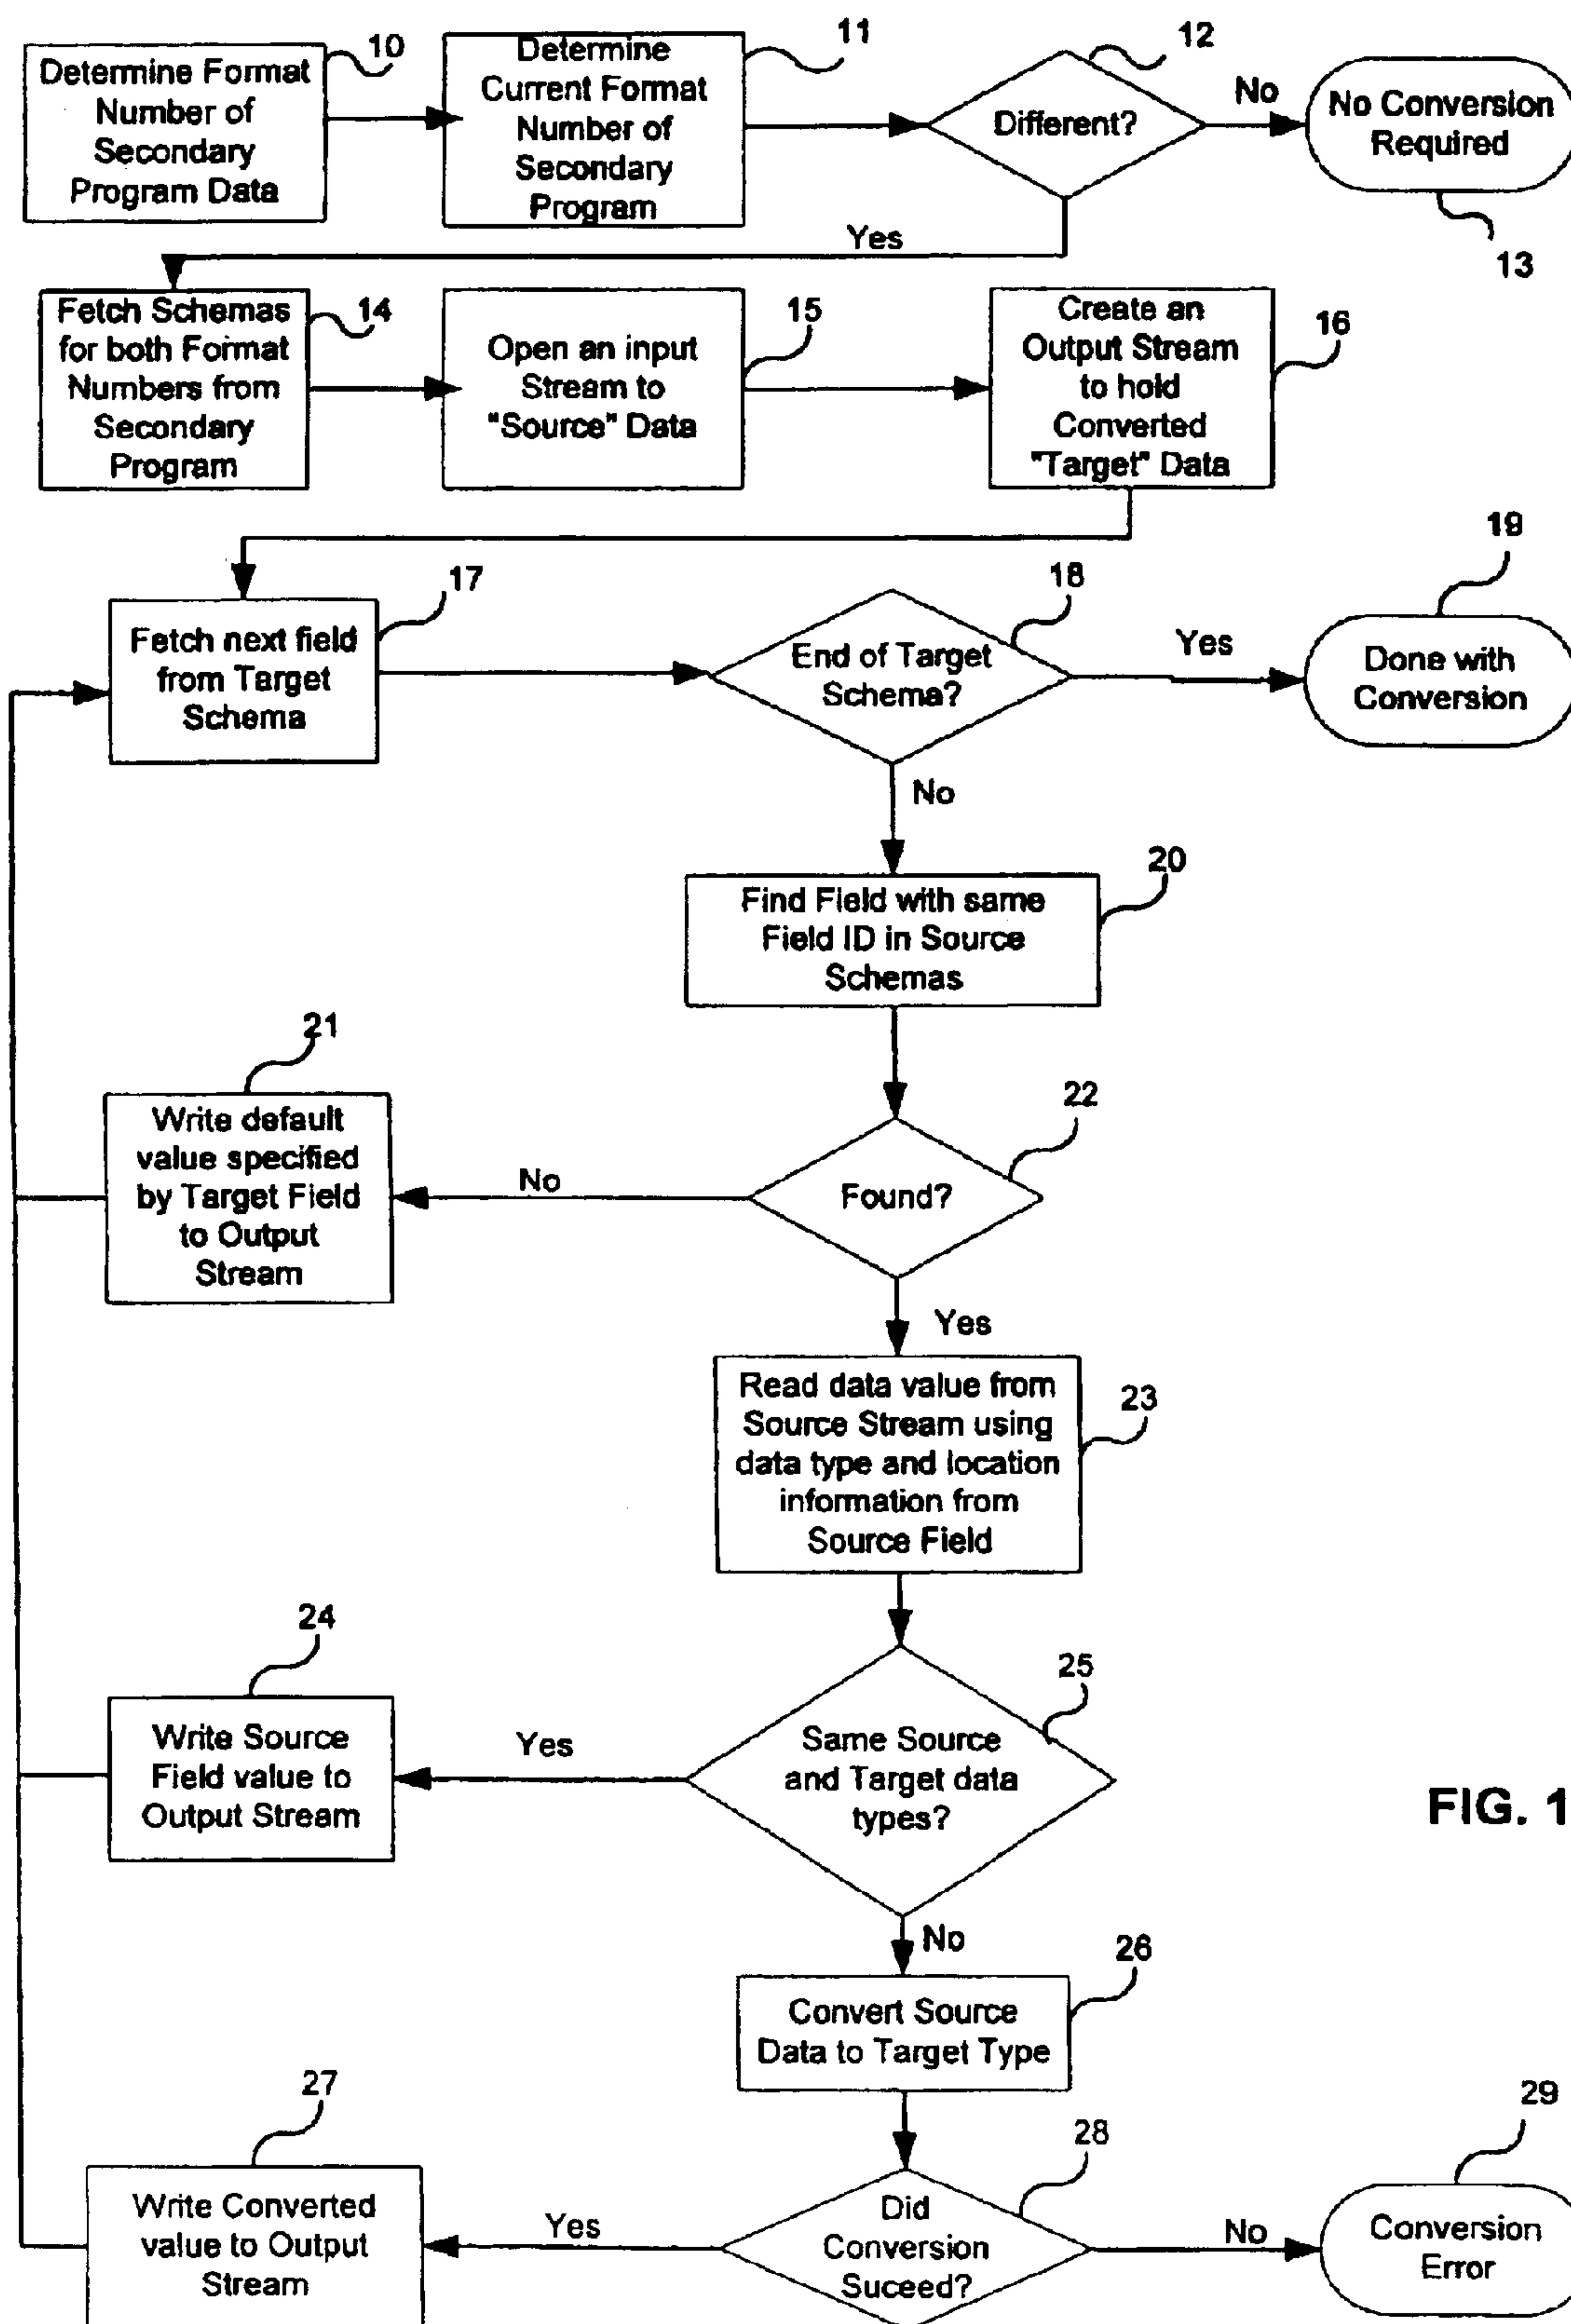 10
Determine Format
Number of
Secondary
Program Data
11
Determine
Current Format
Number of
Secondary
Program
12
Different?
No
No Conversion
Required
13
Yes
14
Fetch Schemas
for both Format
Numbers from
Secondary
Program
15
Open an input
Stream to
"Source" Data
16
Create an
Output Stream
to hold
Converted
"Target" Data
17
Fetch next field
from Target
Schema
18
End of Target
Schema?
Yes
19
Done with
Conversion
No
20
Find Field with same
Field ID in Source
Schemas
21
Write default
value specified
by Target Field
to Output
Stream
No
22
Found?
Yes
23
Read data value from
Source Stream using
data type and location
information from
Source Field
24
Write Source
Field value to
Output Stream
Yes
25
Same Source
and Target data
types?
FIG. 1
No
26
Convert Source
Data to Target Type
27
Write Converted
value to Output
Stream
Yes
28
Did
Conversion
Suceed?
No
29
Conversion
Error